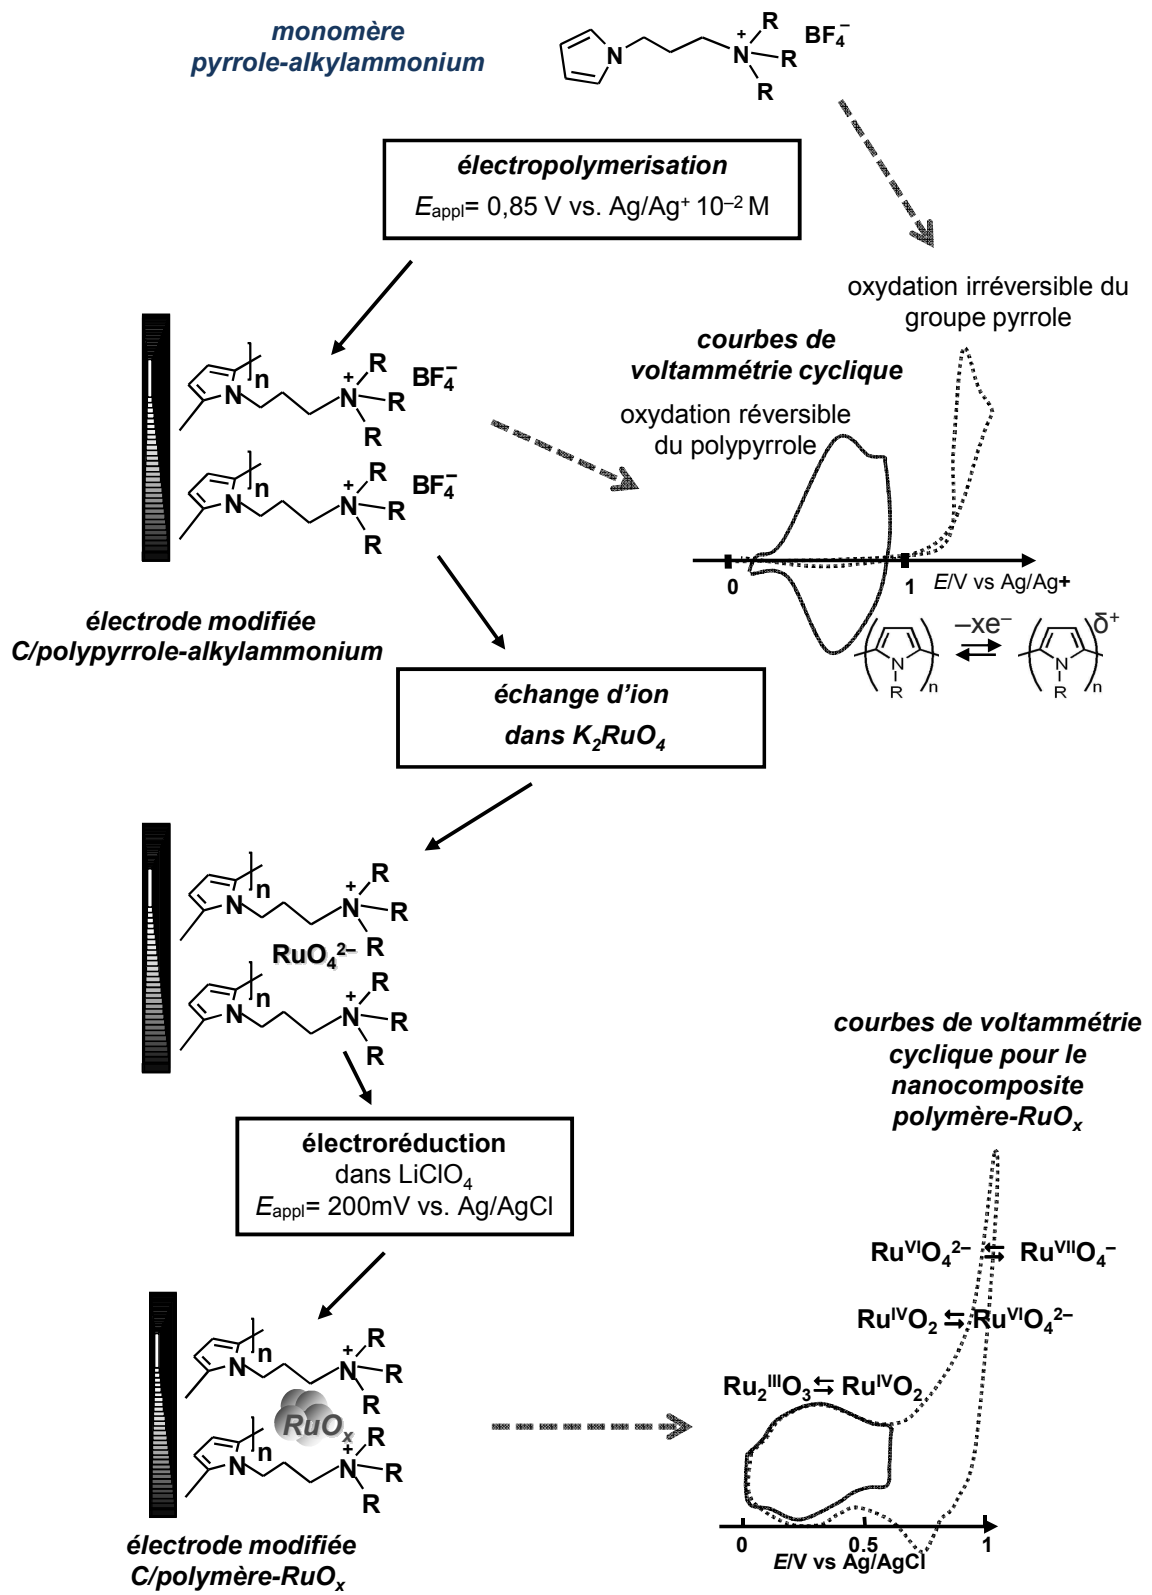 monomère
pyrrole-alkylammonium
N
+
N
R
R
R
BF₄⁻
électropolymerisation
Eappl= 0,85 V vs. Ag/Ag⁺ 10⁻² M
oxydation irréversible du
groupe pyrrole
courbes de
voltammétrie cyclique
oxydation réversible
du polypyrrole
n
N
+
N
R
R
R
BF₄⁻
n
N
+
N
R
R
R
BF₄⁻
0
1
E/V vs Ag/Ag+
N
R
n
–xe⁻
N
R
n
δ⁺
électrode modifiée
C/polypyrrole-alkylammonium
échange d’ion
dans K₂RuO₄
n
N
+
N
R
R
R
RuO₄²⁻
n
N
+
N
R
R
R
électroréduction
dans LiClO₄
Eappl= 200mV vs. Ag/AgCl
courbes de voltammétrie
cyclique pour le
nanocomposite
polymère-RuOₓ
RuⱽᴵO₄²⁻ ⇆ RuⱽᴵᴵO₄⁻
RuᴵⱽO₂ ⇆ RuⱽᴵO₄²⁻
Ru₂ᴵᴵᴵO₃ ⇆ RuᴵⱽO₂
n
N
+
N
R
R
R
RuOₓ
n
N
+
N
R
R
R
0
0.5
1
E/V vs Ag/AgCl
électrode modifiée
C/polymère-RuOₓ